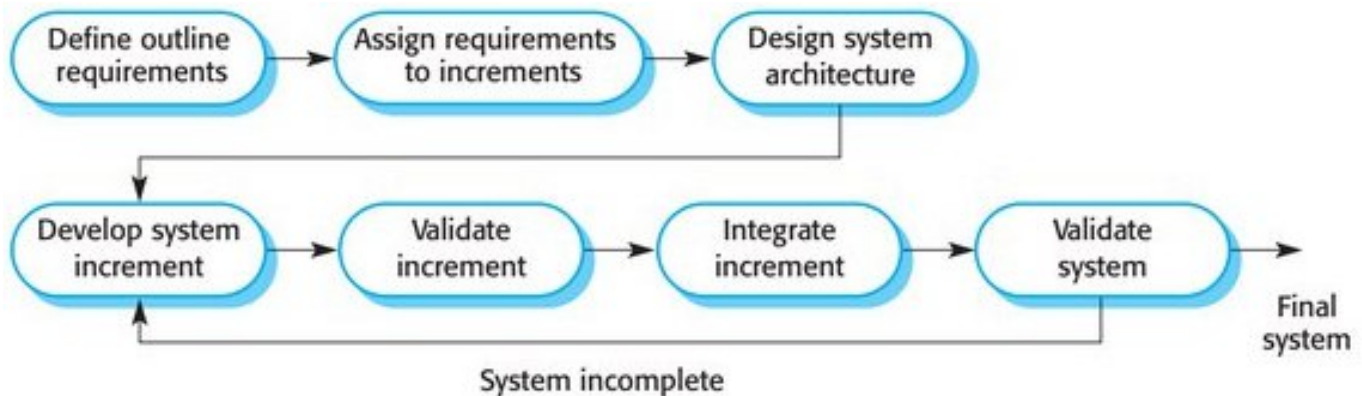 Define outline
requirements
Assign requirements
to increments
Design system
architecture
Develop system
increment
Validate
increment
Integrate
increment
Validate
system
Final
system
System incomplete